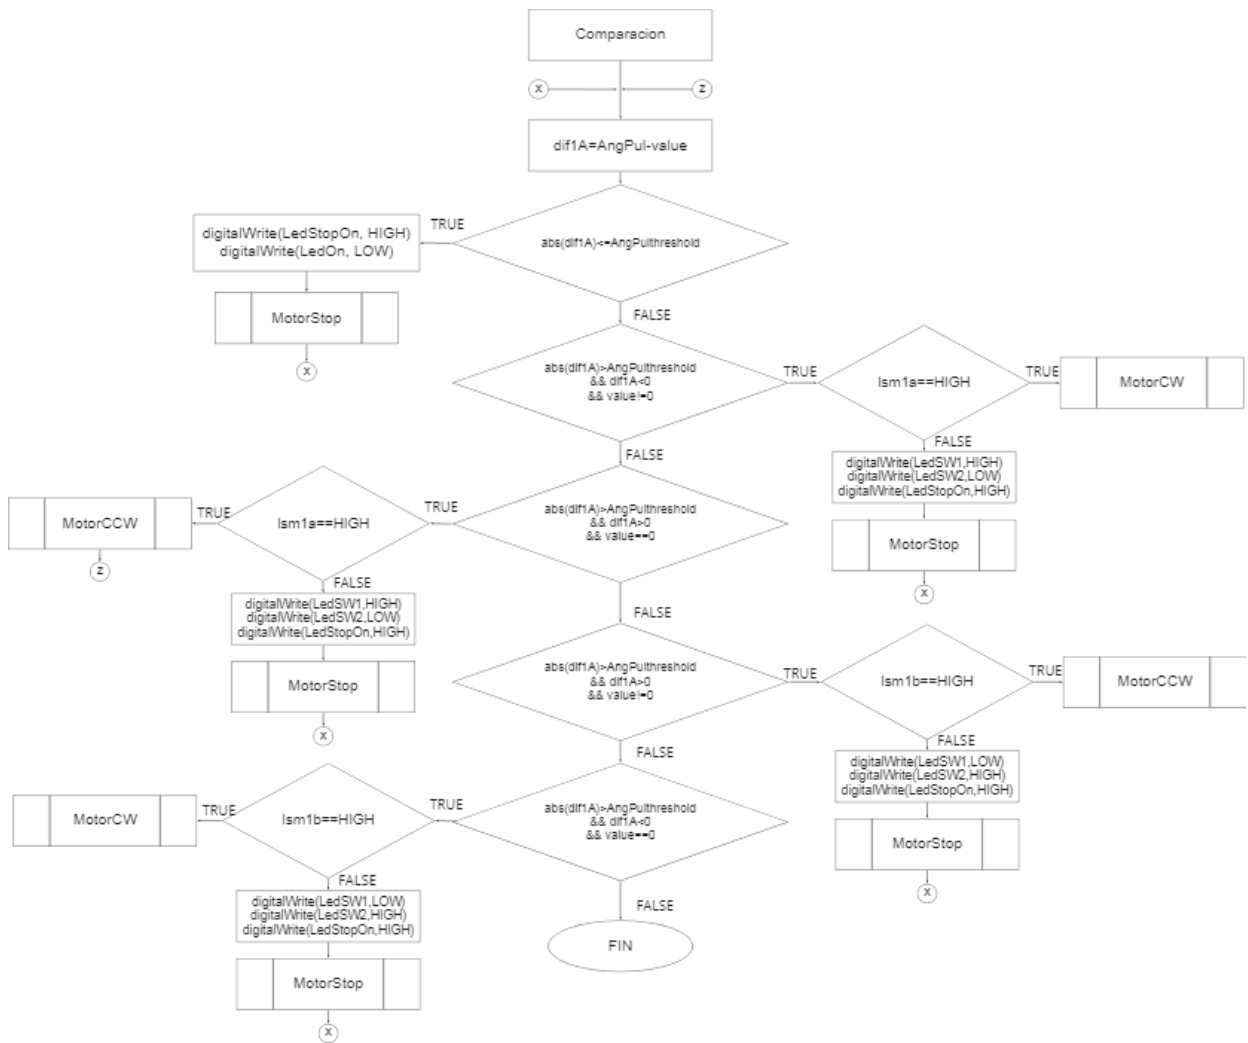 Comparacion
X
Z
dif1A=AngPul-value
TRUE
digitalWrite(LedStopOn, HIGH)
digitalWrite(LedOn, LOW)
abs(dif1A)<=AngPulthreshold
MotorStop
X
FALSE
abs(dif1A)>AngPulthreshold
&& dif1A<0
&& value!=0
TRUE
lsm1a==HIGH
TRUE
MotorCW
FALSE
digitalWrite(LedSW1,HIGH)
digitalWrite(LedSW2,LOW)
digitalWrite(LedStopOn,HIGH)
MotorStop
X
FALSE
abs(dif1A)>AngPulthreshold
&& dif1A>0
&& value==0
TRUE
lsm1a==HIGH
TRUE
MotorCCW
Z
FALSE
digitalWrite(LedSW1,HIGH)
digitalWrite(LedSW2,LOW)
digitalWrite(LedStopOn,HIGH)
MotorStop
X
FALSE
abs(dif1A)>AngPulthreshold
&& dif1A>0
&& value!=0
TRUE
lsm1b==HIGH
TRUE
MotorCCW
FALSE
digitalWrite(LedSW1,LOW)
digitalWrite(LedSW2,HIGH)
digitalWrite(LedStopOn,HIGH)
MotorStop
X
FALSE
abs(dif1A)>AngPulthreshold
&& dif1A<0
&& value==0
TRUE
lsm1b==HIGH
TRUE
MotorCW
FALSE
digitalWrite(LedSW1,LOW)
digitalWrite(LedSW2,HIGH)
digitalWrite(LedStopOn,HIGH)
MotorStop
X
FALSE
FIN